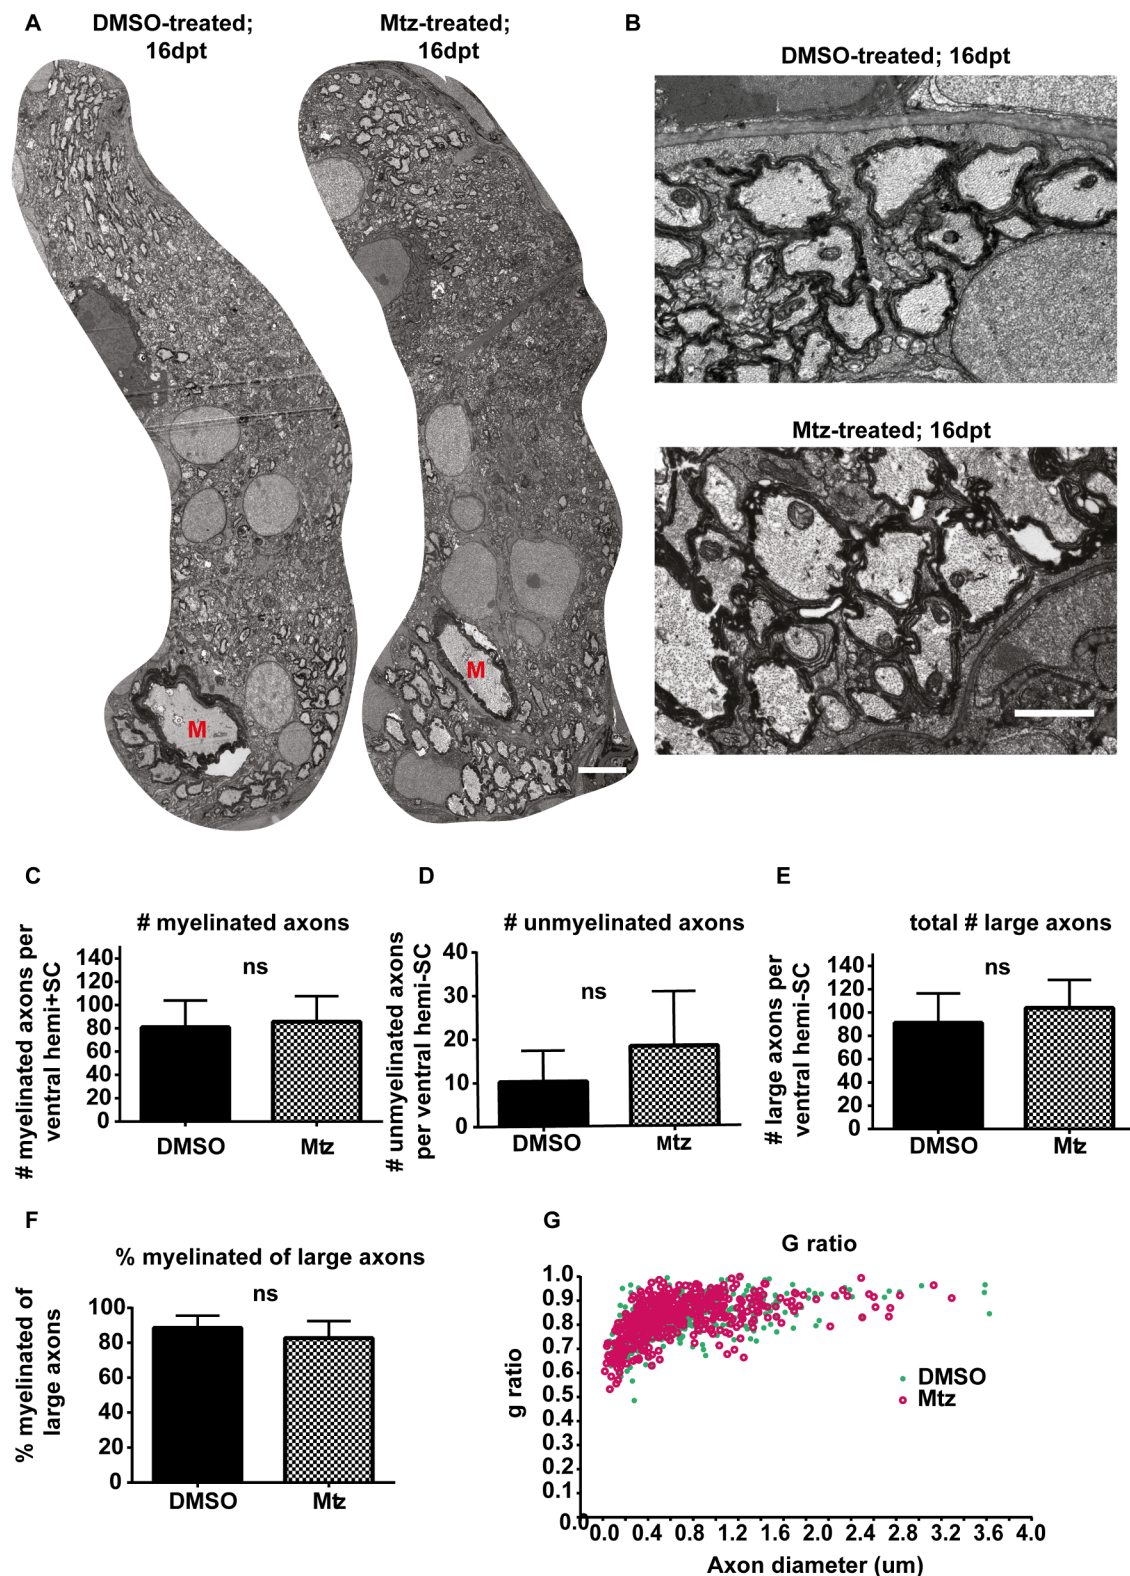 A
DMSO-treated;
16dpt
Mtz-treated;
16dpt
B
DMSO-treated; 16dpt
M
M
Mtz-treated; 16dpt
C
# myelinated axons
# myelinated axons per
ventral hemi+SC
140
120
100
80
60
40
20
0
ns
DMSO
Mtz
D
# unmyelinated axons
# unmyelinated axons
per ventral hemi-SC
40
30
20
10
0
ns
DMSO
Mtz
E
total # large axons
# large axons per
ventral hemi-SC
140
120
100
80
60
40
20
0
ns
DMSO
Mtz
F
% myelinated of large axons
% myelinated of
large axons
100
80
60
40
20
0
ns
DMSO
Mtz
G
G ratio
g ratio
1.0
0.9
0.8
0.7
0.6
0.5
0.4
0.3
0.2
0.1
0.0
0.0 0.4 0.8 1.2 1.6 2.0 2.4 2.8 3.2 3.6 4.0
Axon diameter (um)
DMSO
Mtz